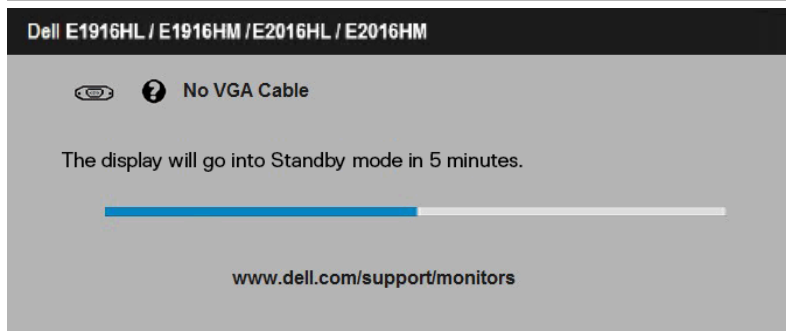 Dell E1916HL / E1916HM /E2016HL / E2016HM
No VGA Cable
The display will go into Standby mode in 5 minutes.
www.dell.com/support/monitors